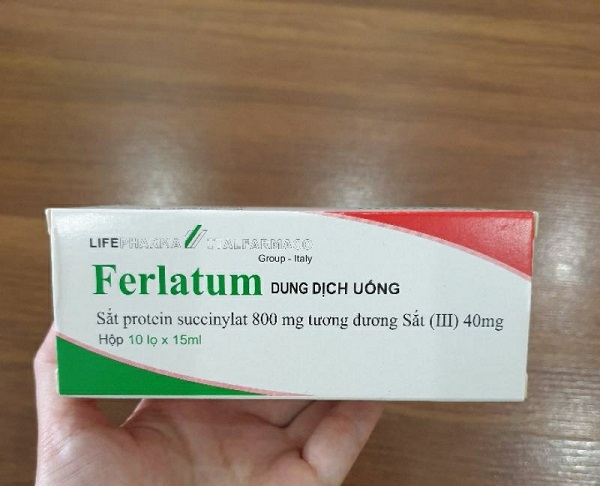 LIFEPHARMA ITALFARMACO
Group - Italy
Ferlatum DUNG DỊCH UỐNG
Sắt protein succinylat 800 mg tương đương Sắt (III) 40mg
Hộp 10 lọ x 15ml